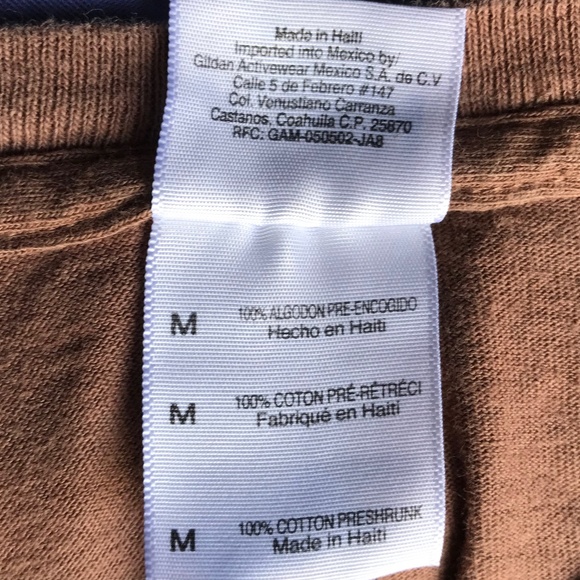 Made in Haiti
Imported into Mexico by/
Gildan Activewear Mexico S.A. de C.V
Calle 5 de Febrero #147
Col. Venustiano Carranza
Castanos, Coahuila C.P. 25870
RFC: GAM-050502-JA8
M 100% ALGODON PRE-ENCOGIDO
Hecho en Haiti
M 100% COTON PRÉ-RÉTRÉCI
Fabriqué en Haïti
M 100% COTTON PRESHRUNK
Made in Haiti